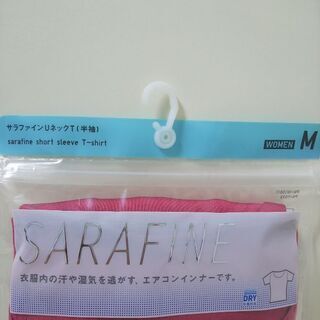 サラファインUネックT(半袖)
sarafine short sleeve T-shirt
WOMEN M
SARAFINE
衣服内の汗や湿気を逃がす、エアコンインナーです。
DRY